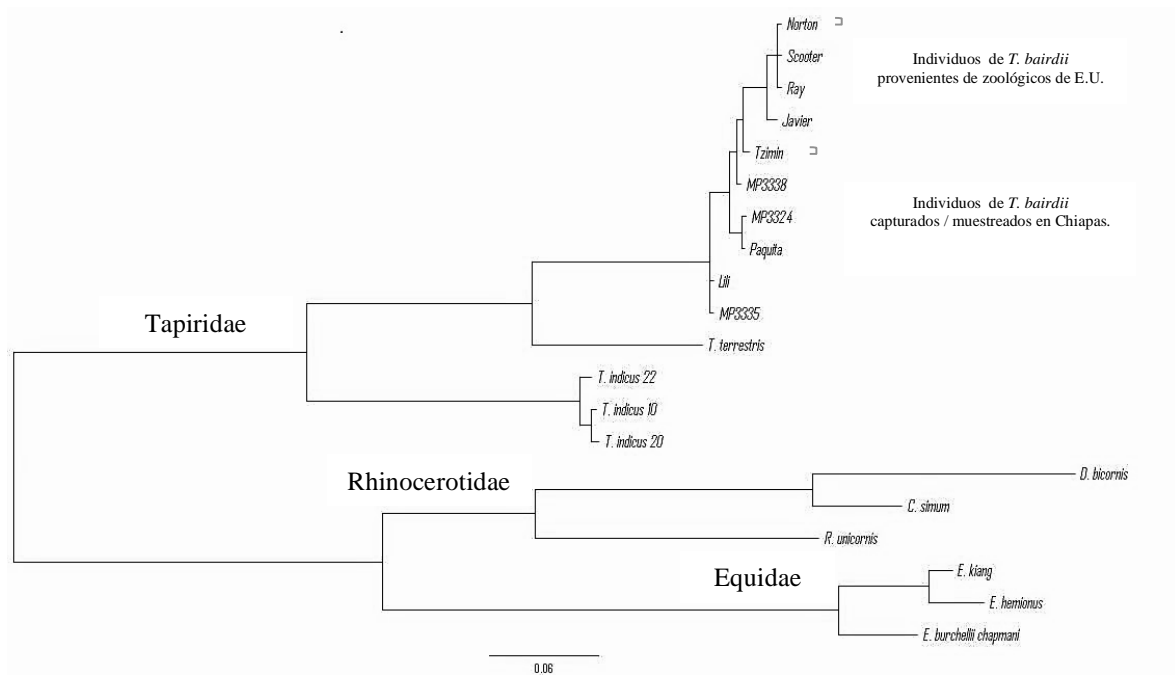 Norton
Scooter
Individuos de T. bairdii
provenientes de zoológicos de E.U.
Ray
Javier
Tzimin
MP3338
Individuos de T. bairdii
capturados / muestreados en Chiapas.
MP3324
Paquita
Lili
MP3335
Tapiridae
T. terrestris
T. indicus 22
T. indicus 10
T. indicus 20
Rhinocerotidae
D. bicornis
C. simum
R. unicornis
Equidae
E. kiang
E. hemionus
E. burchellii chapmani
0.06